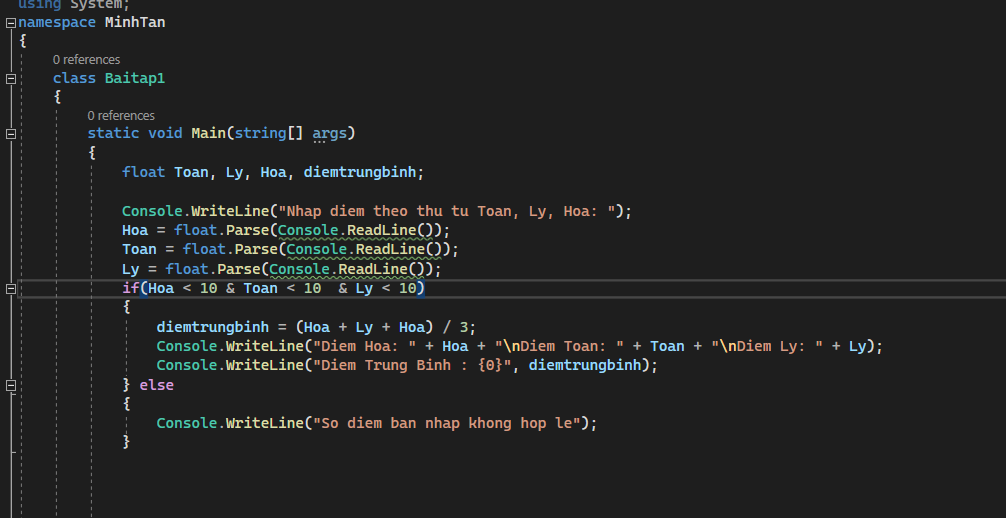 using System;
namespace MinhTan
{
0 references
class Baitap1
{
0 references
static void Main(string[] args)
{
float Toan, Ly, Hoa, diemtrungbinh;
Console.WriteLine("Nhap diem theo thu tu Toan, Ly, Hoa: ");
Hoa = float.Parse(Console.ReadLine());
Toan = float.Parse(Console.ReadLine());
Ly = float.Parse(Console.ReadLine());
if(Hoa < 10 & Toan < 10  & Ly < 10)
{
diemtrungbinh = (Hoa + Ly + Hoa) / 3;
Console.WriteLine("Diem Hoa: " + Hoa + "\nDiem Toan: " + Toan + "\nDiem Ly: " + Ly);
Console.WriteLine("Diem Trung Binh : {0}", diemtrungbinh);
} else
{
Console.WriteLine("So diem ban nhap khong hop le");
}